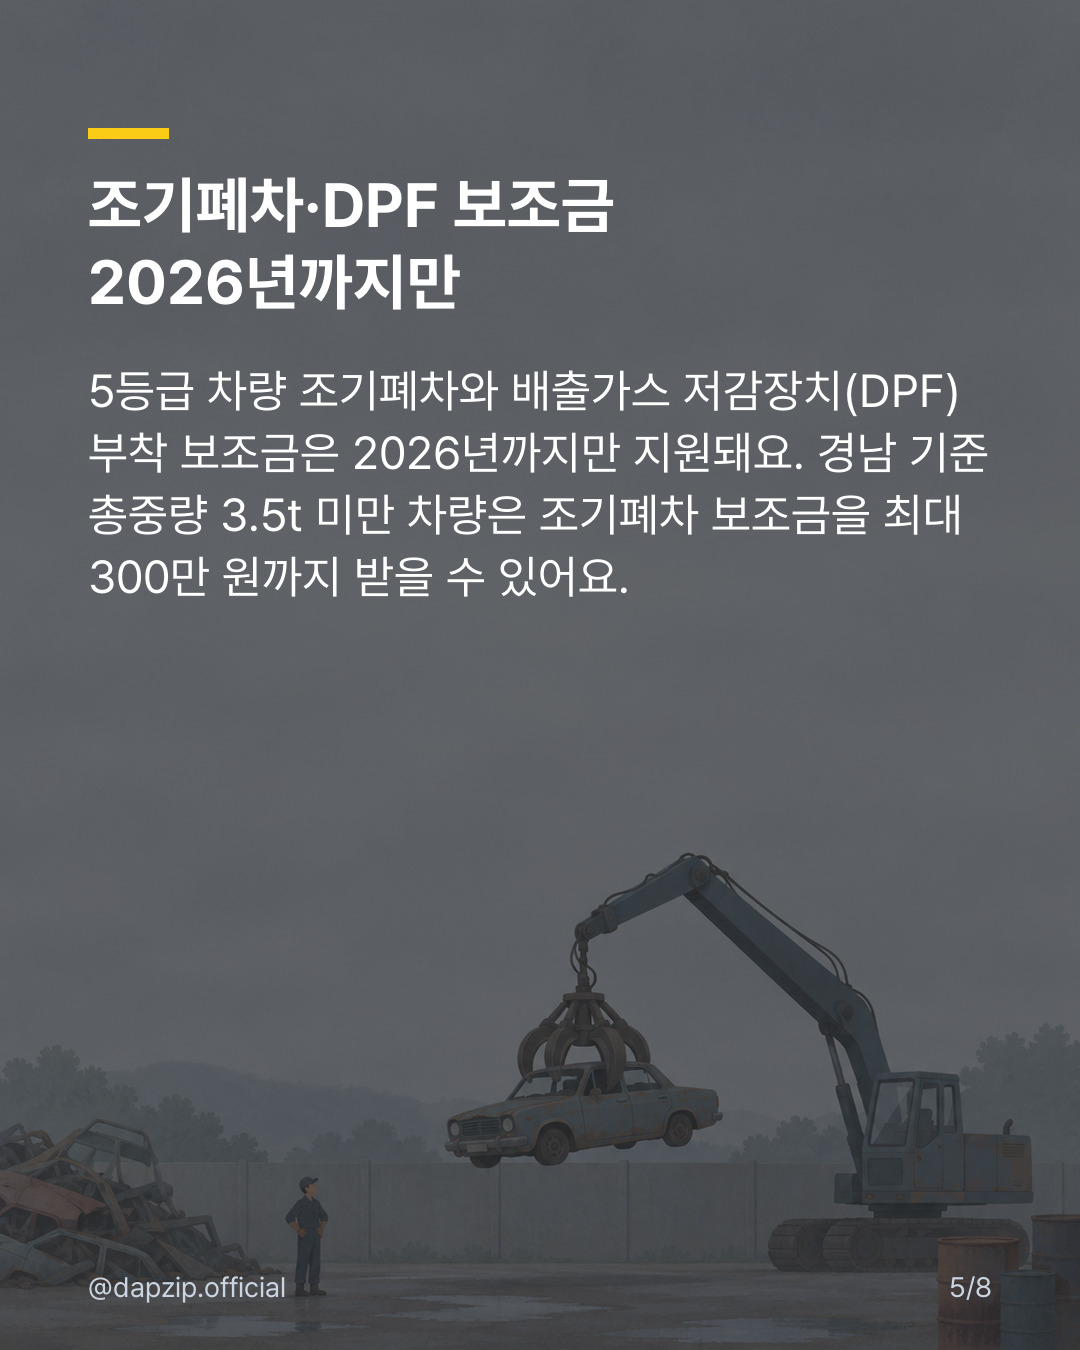 조기폐차·DPF 보조금
2026년까지만
5등급 차량 조기폐차와 배출가스 저감장치(DPF)
부착 보조금은 2026년까지만 지원돼요. 경남 기준
총중량 3.5t 미만 차량은 조기폐차 보조금을 최대
300만 원까지 받을 수 있어요.
@dapzip.official
5/8